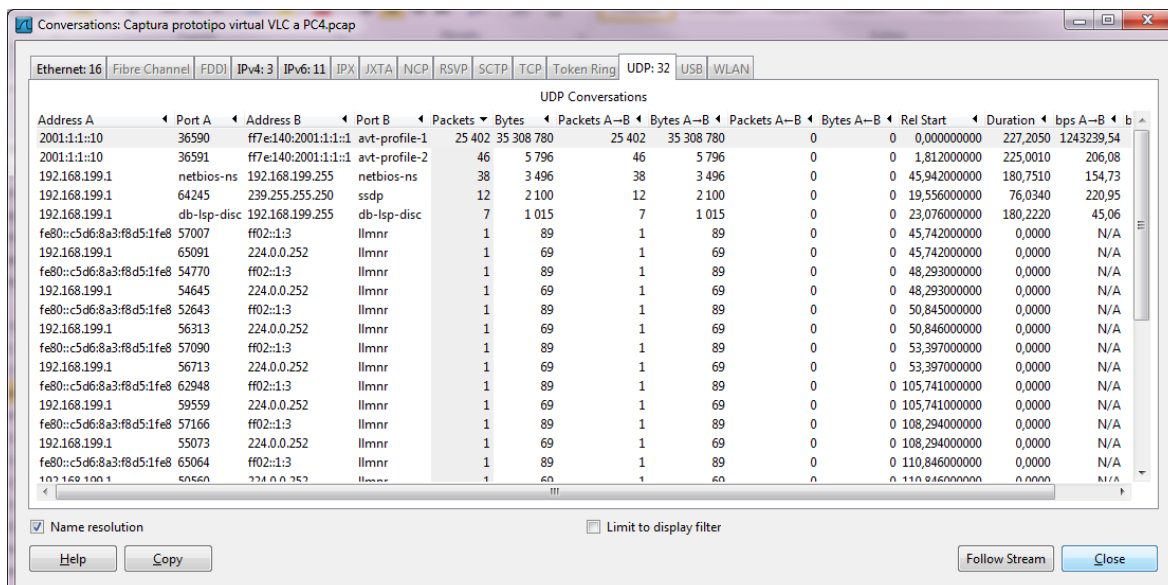 Conversations: Captura prototipo virtual VLC a PC4.pcap
Ethernet: 16 Fibre Channel FDDI IPv4: 3 IPv6: 11 IPX JXTA NCP RSVP SCTP TCP Token Ring UDP: 32 USB WLAN
UDP Conversations
Address A Port A Address B Port B Packets Bytes Packets A→B Bytes A→B Packets A←B Bytes A←B Rel Start Duration bps A→B b
2001:1:1::10 36590 ff7e:140:2001:1:1::1 avt-profile-1 25 402 35 308 780 25 402 35 308 780 0 0 0,000000000 227,2050 1243239,54
2001:1:1::10 36591 ff7e:140:2001:1:1::1 avt-profile-2 46 5 796 46 5 796 0 0 1,812000000 225,0010 206,08
192.168.199.1 netbios-ns 192.168.199.255 netbios-ns 38 3 496 38 3 496 0 0 45,942000000 180,7510 154,73
192.168.199.1 64245 239.255.255.250 ssdp 12 2 100 12 2 100 0 0 19,556000000 76,0340 220,95
192.168.199.1 db-lsp-disc 192.168.199.255 db-lsp-disc 7 1 015 7 1 015 0 0 23,076000000 180,2220 45,06
fe80::c5d6:8a3:f8d5:1fe8 57007 ff02::1:3 llmnr 1 89 1 89 0 0 45,742000000 0,0000 N/A
192.168.199.1 65091 224.0.0.252 llmnr 1 69 1 69 0 0 45,742000000 0,0000 N/A
fe80::c5d6:8a3:f8d5:1fe8 54770 ff02::1:3 llmnr 1 89 1 89 0 0 48,293000000 0,0000 N/A
192.168.199.1 54645 224.0.0.252 llmnr 1 69 1 69 0 0 48,293000000 0,0000 N/A
fe80::c5d6:8a3:f8d5:1fe8 52643 ff02::1:3 llmnr 1 89 1 89 0 0 50,845000000 0,0000 N/A
192.168.199.1 56313 224.0.0.252 llmnr 1 69 1 69 0 0 50,846000000 0,0000 N/A
fe80::c5d6:8a3:f8d5:1fe8 57090 ff02::1:3 llmnr 1 89 1 89 0 0 53,397000000 0,0000 N/A
192.168.199.1 56713 224.0.0.252 llmnr 1 69 1 69 0 0 53,397000000 0,0000 N/A
fe80::c5d6:8a3:f8d5:1fe8 62948 ff02::1:3 llmnr 1 89 1 89 0 0 105,741000000 0,0000 N/A
192.168.199.1 59559 224.0.0.252 llmnr 1 69 1 69 0 0 105,741000000 0,0000 N/A
fe80::c5d6:8a3:f8d5:1fe8 57166 ff02::1:3 llmnr 1 89 1 89 0 0 108,294000000 0,0000 N/A
192.168.199.1 55073 224.0.0.252 llmnr 1 69 1 69 0 0 108,294000000 0,0000 N/A
fe80::c5d6:8a3:f8d5:1fe8 65064 ff02::1:3 llmnr 1 89 1 89 0 0 110,846000000 0,0000 N/A
192.168.199.1 50560 224.0.0.252 llmnr 1 69 1 69 0 0 110,846000000 0,0000 N/A
Name resolution Limit to display filter
Help Copy Follow Stream Close